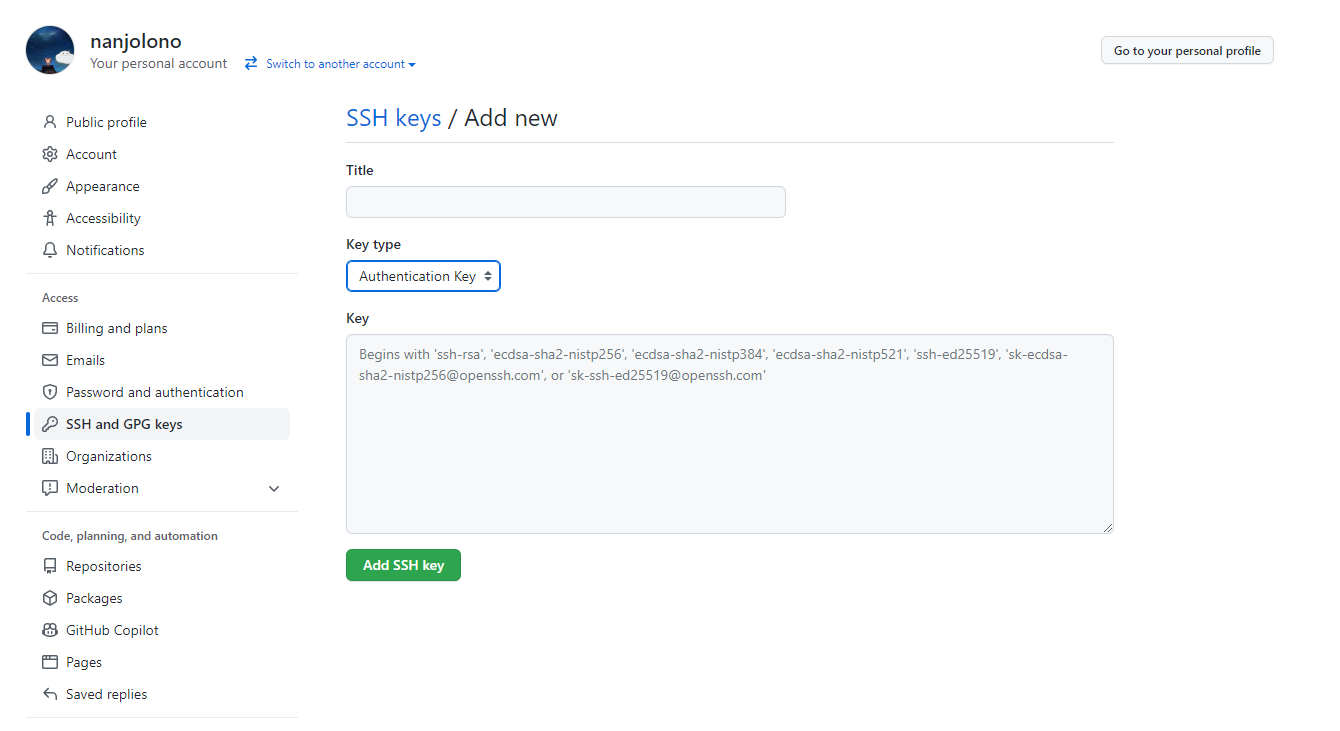 nanjolono
Your personal account
Switch to another account
Go to your personal profile
Public profile
Account
Appearance
Accessibility
Notifications
Access
Billing and plans
Emails
Password and authentication
SSH and GPG keys
Organizations
Moderation
Code, planning, and automation
Repositories
Packages
GitHub Copilot
Pages
Saved replies
SSH keys / Add new
Title
Key type
Authentication Key
Key
Begins with 'ssh-rsa', 'ecdsa-sha2-nistp256', 'ecdsa-sha2-nistp384', 'ecdsa-sha2-nistp521', 'ssh-ed25519', 'sk-ecdsa-
sha2-nistp256@openssh.com', or 'sk-ssh-ed25519@openssh.com'
Add SSH key